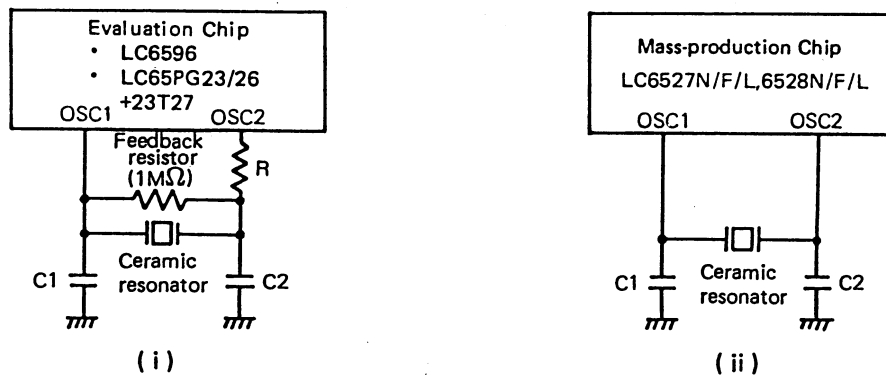 Evaluation Chip
• LC6596
• LC65PG23/26
+23T27
OSC1
OSC2
Feedback
resistor
(1MΩ)
R
Ceramic
resonator
C1
C2
(i)
Mass-production Chip
LC6527N/F/L,6528N/F/L
OSC1
OSC2
Ceramic
resonator
C1
C2
(ii)